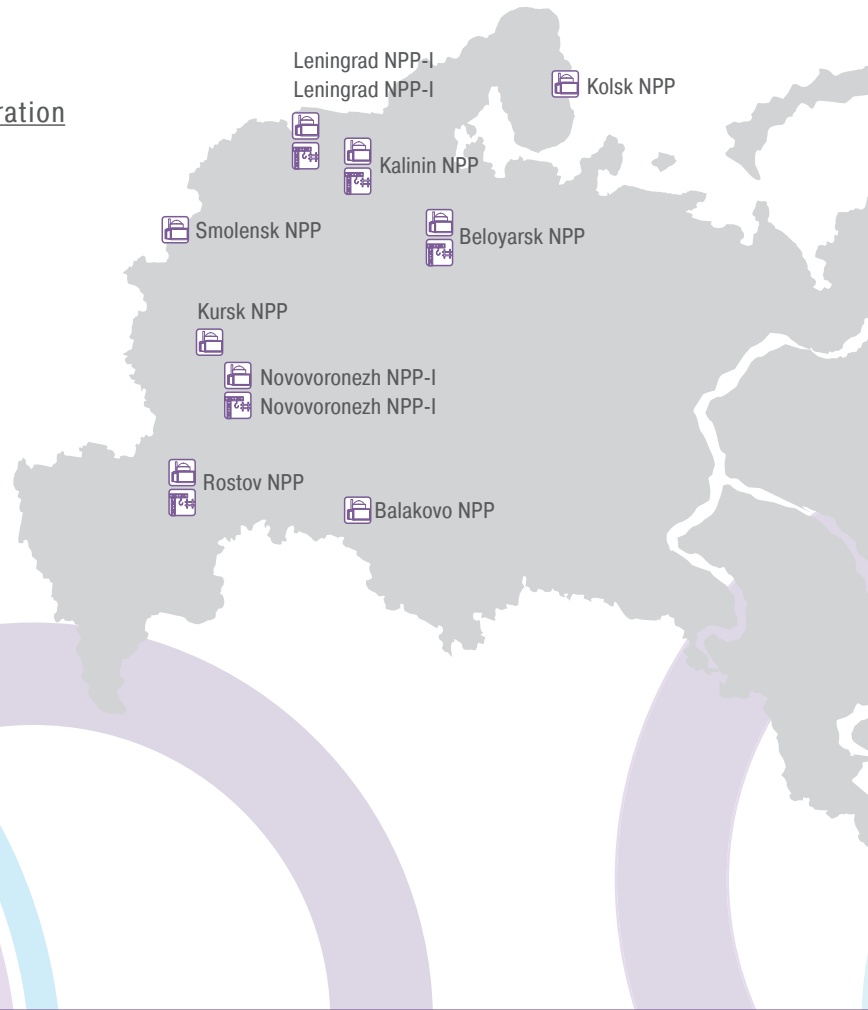 Leningrad NPP-I
Leningrad NPP-I
Kolsk NPP
ration
Kalinin NPP
Smolensk NPP
Beloyarsk NPP
Kursk NPP
Novovoronezh NPP-I
Novovoronezh NPP-I
Rostov NPP
Balakovo NPP